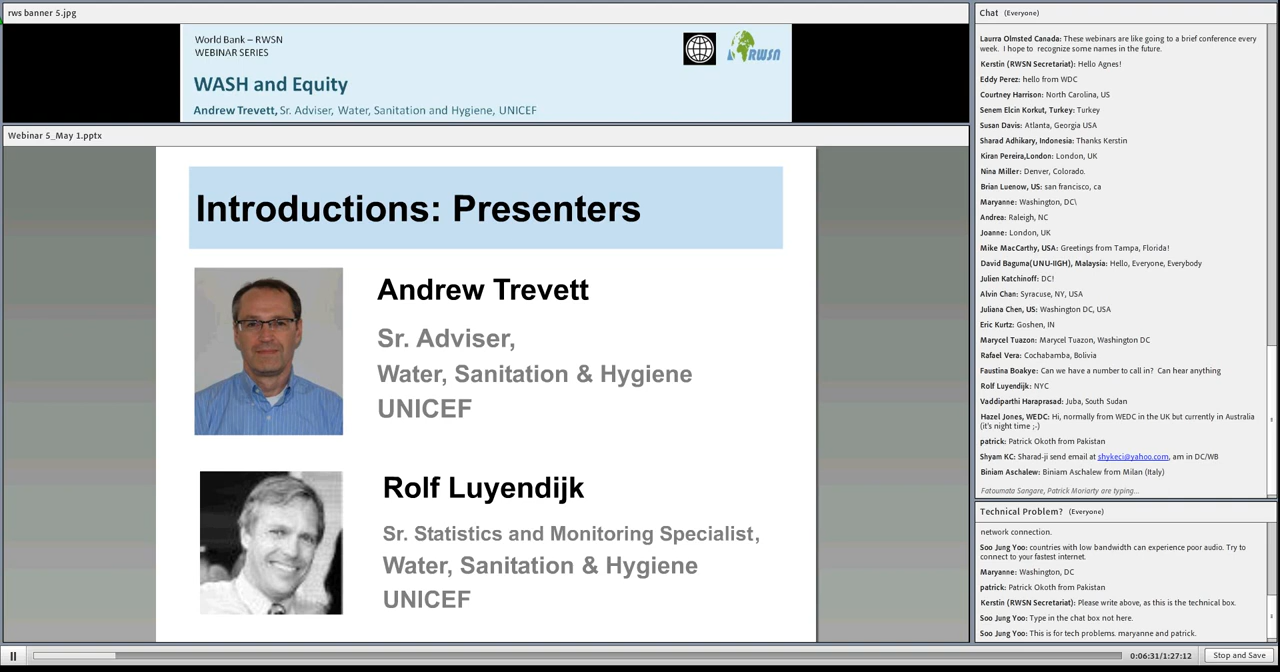 rws banner 5.jpg
World Bank – RWSN
WEBINAR SERIES
RWSN
WASH and Equity
Andrew Trevett, Sr. Adviser, Water, Sanitation and Hygiene, UNICEF
Webinar 5_May 1.pptx
Introductions: Presenters
Andrew Trevett
Sr. Adviser,
Water, Sanitation & Hygiene
UNICEF
Rolf Luyendijk
Sr. Statistics and Monitoring Specialist,
Water, Sanitation & Hygiene
UNICEF
Chat (Everyone)
Laurra Olmsted Canada: These webinars are like going to a brief conference every
week. I hope to recognize some names in the future.
Kerstin (RWSN Secretariat): Hello Agnes!
Eddy Perez: hello from WDC
Courtney Harrison: North Carolina, US
Senem Elcin Korkut, Turkey: Turkey
Susan Davis: Atlanta, Georgia USA
Sharad Adhikary, Indonesia: Thanks Kerstin
Kiran Pereira,London: London, UK
Nina Miller: Denver, Colorado.
Brian Luenow, US: san francisco, ca
Maryanne: Washington, DC\
Andrea: Raleigh, NC
Joanne: London, UK
Mike MacCarthy, USA: Greetings from Tampa, Florida!
David Baguma(UNU-IIGH), Malaysia: Hello, Everyone, Everybody
Julien Katchinoff: DC!
Alvin Chan: Syracuse, NY, USA
Juliana Chen, US: Washington DC, USA
Eric Kurtz: Goshen, IN
Marycel Tuazon: Marycel Tuazon, Washington DC
Rafael Vera: Cochabamba, Bolivia
Faustina Boakye: Can we have a number to call in? Can hear anything
Rolf Luyendijk: NYC
Vaddiparthi Haraprasad: Juba, South Sudan
Hazel Jones, WEDC: Hi, normally from WEDC in the UK but currently in Australia
(it's night time ;-)
patrick: Patrick Okoth from Pakistan
Shyam KC: Sharad-ji send email at shykeci@yahoo.com, am in DC/WB
Biniam Aschalew: Biniam Aschalew from Milan (Italy)
Fatoumata Sangare, Patrick Moriarty are typing...
Technical Problem? (Everyone)
network connection.
Soo Jung Yoo: countries with low bandwidth can experience poor audio. Try to
connect to your fastest internet.
Maryanne: Washington, DC
patrick: Patrick Okoth from Pakistan
Kerstin (RWSN Secretariat): Please write above, as this is the technical box.
Soo Jung Yoo: Type in the chat box not here.
Soo Jung Yoo: This is for tech problems. maryanne and patrick.
0:06:31/1:27:12
Stop and Save